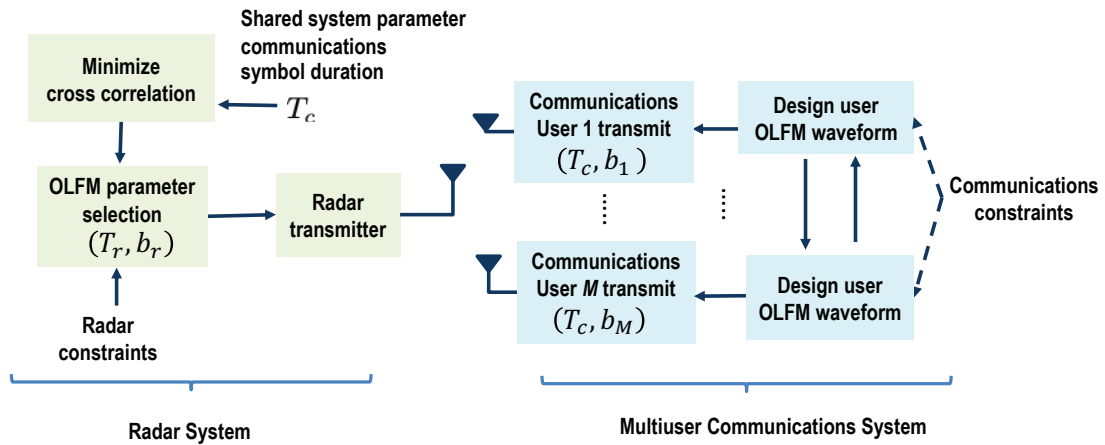 Shared system parameter
communications
symbol duration
T_c
Minimize
cross correlation
OLFM parameter
selection
(T_r, b_r)
Radar
transmitter
Radar
constraints
Radar System
Communications
User 1 transmit
(T_c, b_1)
Design user
OLFM waveform
Communications
constraints
Communications
User M transmit
(T_c, b_M)
Design user
OLFM waveform
Multiuser Communications System